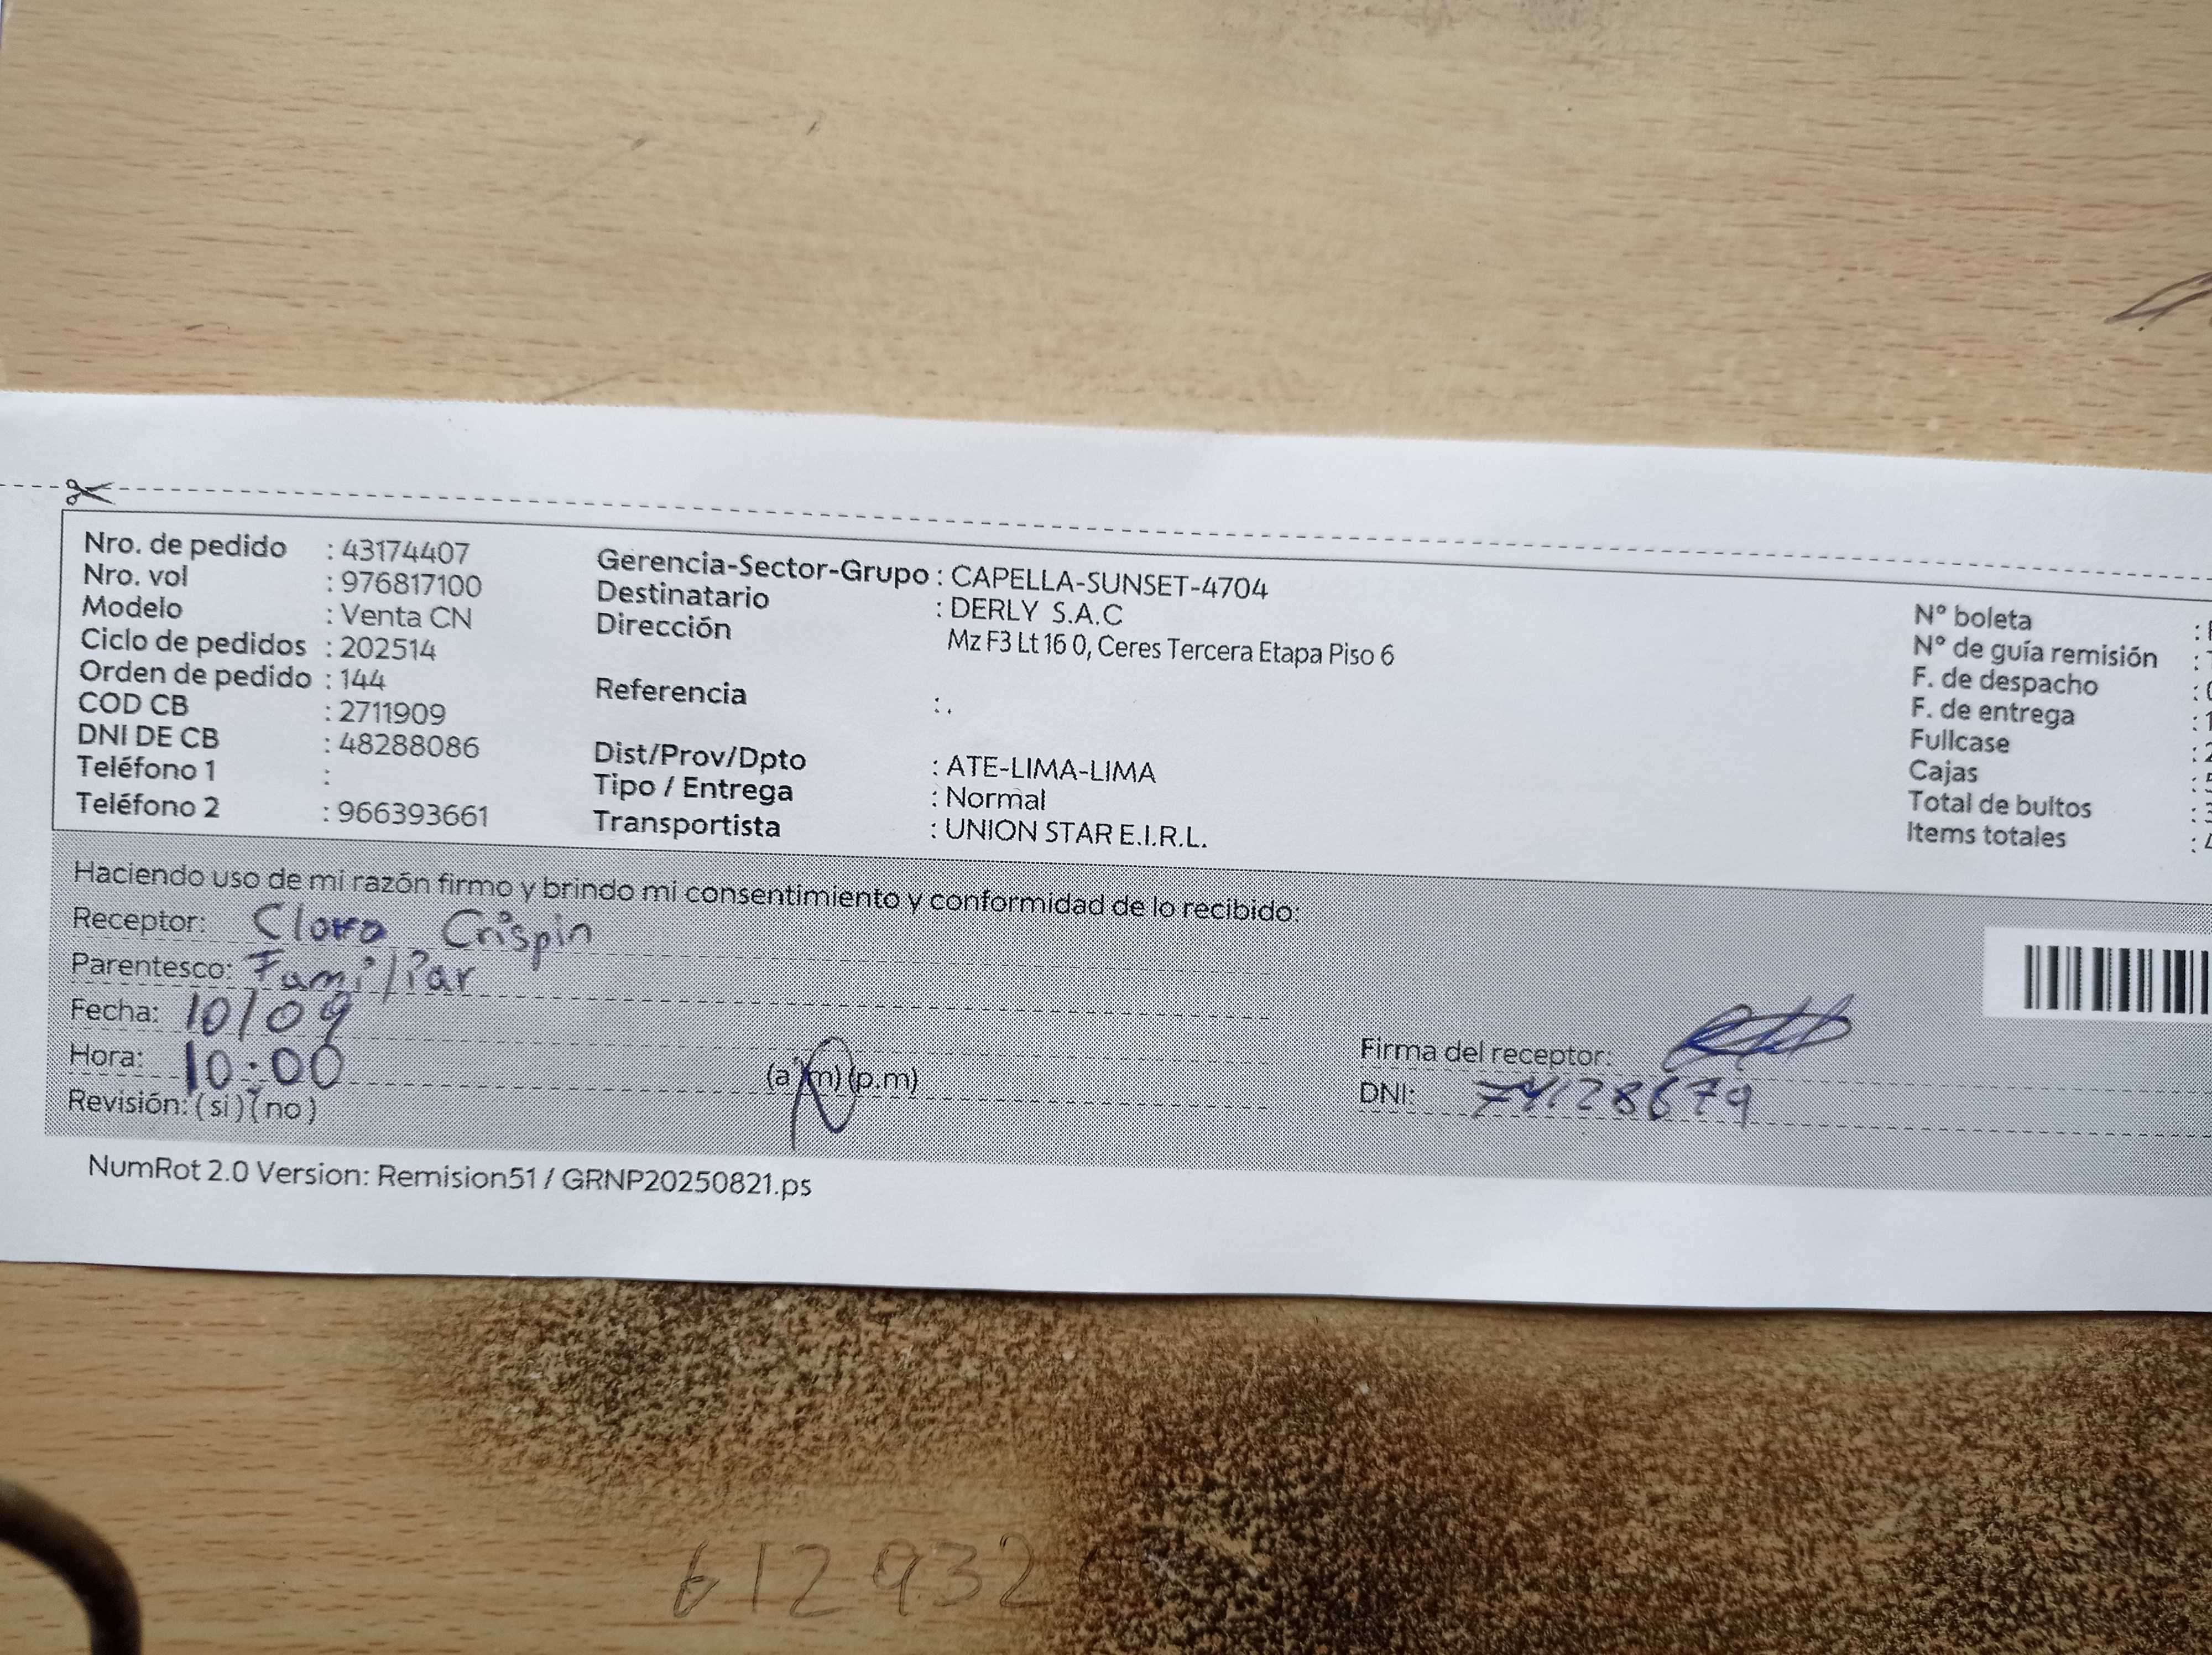 Nro. de pedido : 43174407
Nro. vol : 976817100
Modelo : Venta CN
Ciclo de pedidos : 202514
Orden de pedido : 144
COD CB : 2711909
DNI DE CB : 48288086
Teléfono 1 :
Teléfono 2 : 966393661
Gerencia-Sector-Grupo : CAPELLA-SUNSET-4704
Destinatario : DERLY S.A.C
Dirección Mz F3 Lt 16 0, Ceres Tercera Etapa Piso 6
Referencia : .
Dist/Prov/Dpto : ATE-LIMA-LIMA
Tipo / Entrega : Normal
Transportista : UNION STAR E.I.R.L.
N° boleta :
N° de guía remisión :
F. de despacho :
F. de entrega : 1
Fullcase : 2
Cajas :
Total de bultos :
Items totales :
Haciendo uso de mi razón firmo y brindo mi consentimiento y conformidad de lo recibido:
Receptor: Crispin
Parentesco: Familiar
Fecha: 10/09
Hora: 10:00 (a.m) (p.m)
Revisión: (si) (no)
Firma del receptor:
DNI: 74128679
NumRot 2.0 Version: Remision51 / GRNP20250821.ps
612932